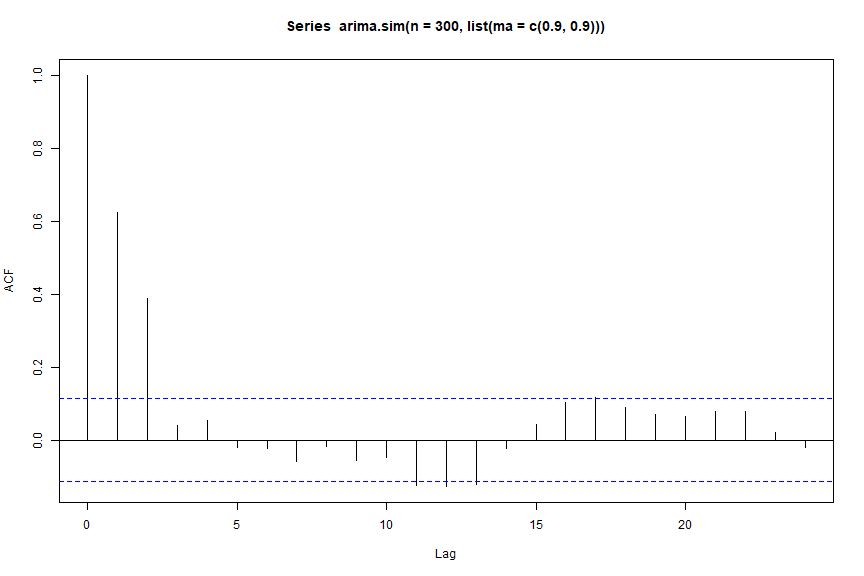 Series  arima.sim(n = 300, list(ma = c(0.9, 0.9)))
1.0
0.8
0.6
0.4
0.2
0.0
ACF
0 5 10 15 20
Lag